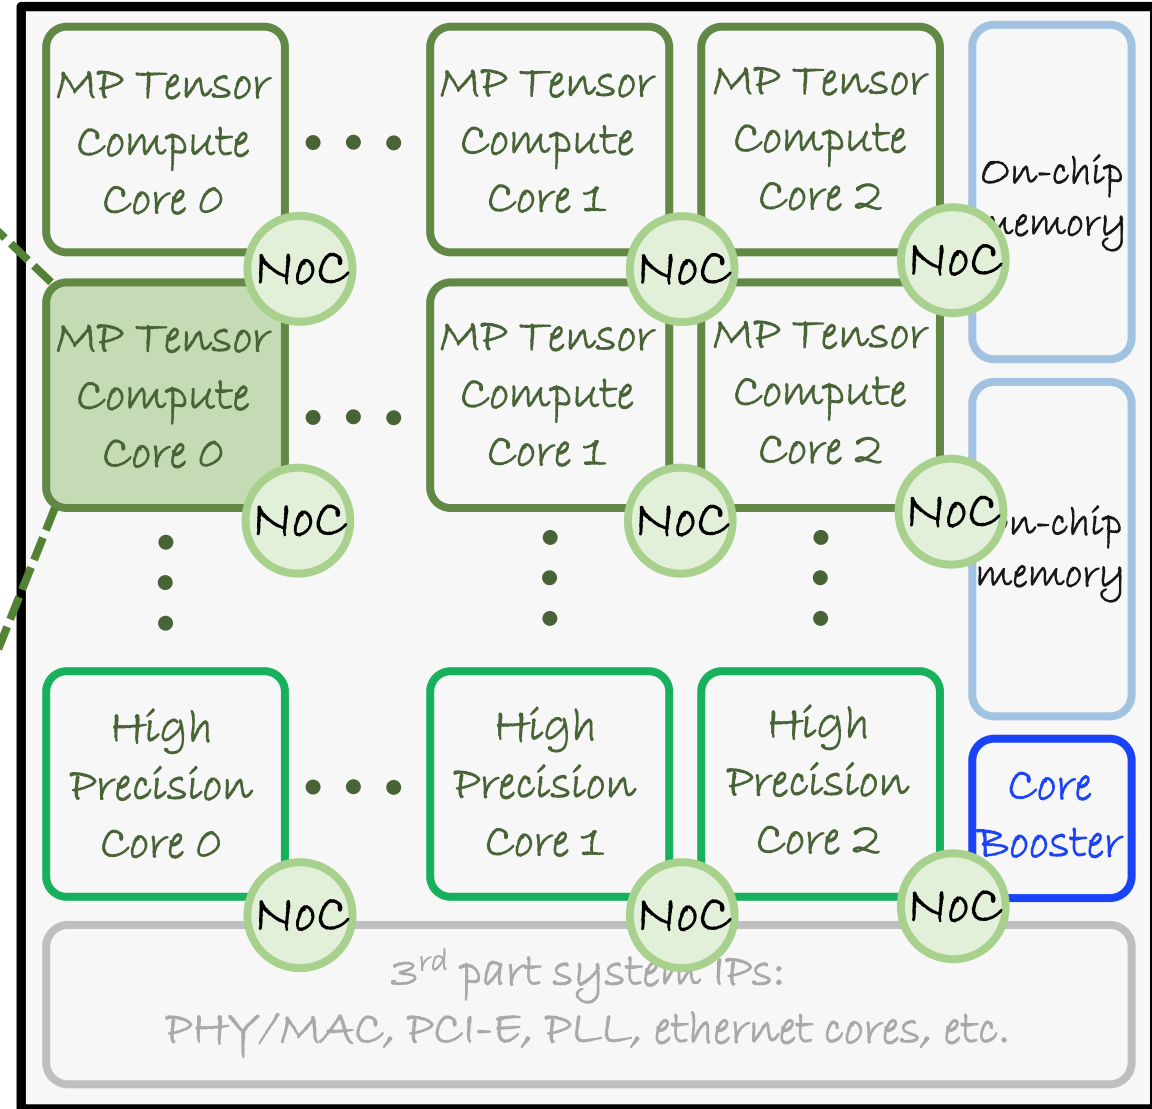 MP Tensor
Compute
Core 0
MP Tensor
Compute
Core 1
MP Tensor
Compute
Core 2
On-chip
memory
NoC
NoC
NoC
MP Tensor
Compute
Core 0
MP Tensor
Compute
Core 1
MP Tensor
Compute
Core 2
On-chip
memory
NoC
NoC
NoC
High
Precision
Core 0
High
Precision
Core 1
High
Precision
Core 2
Core
Booster
NoC
NoC
NoC
3rd part system IPs:
PHY/MAC, PCI-E, PLL, ethernet cores, etc.